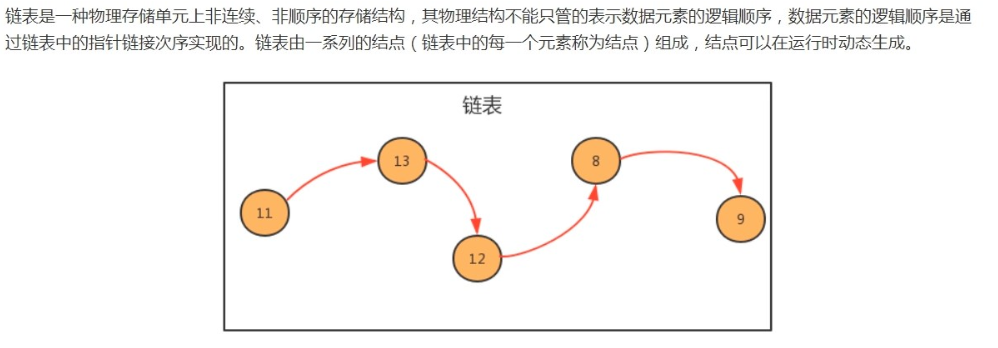 链表是一种物理存储单元上非连续、非顺序的存储结构，其物理结构不能只管的表示数据元素的逻辑顺序，数据元素的逻辑顺序是通
过链表中的指针链接次序实现的。链表由一系列的结点（链表中的每一个元素称为结点）组成，结点可以在运行时动态生成。
链表
13
8
11
9
12